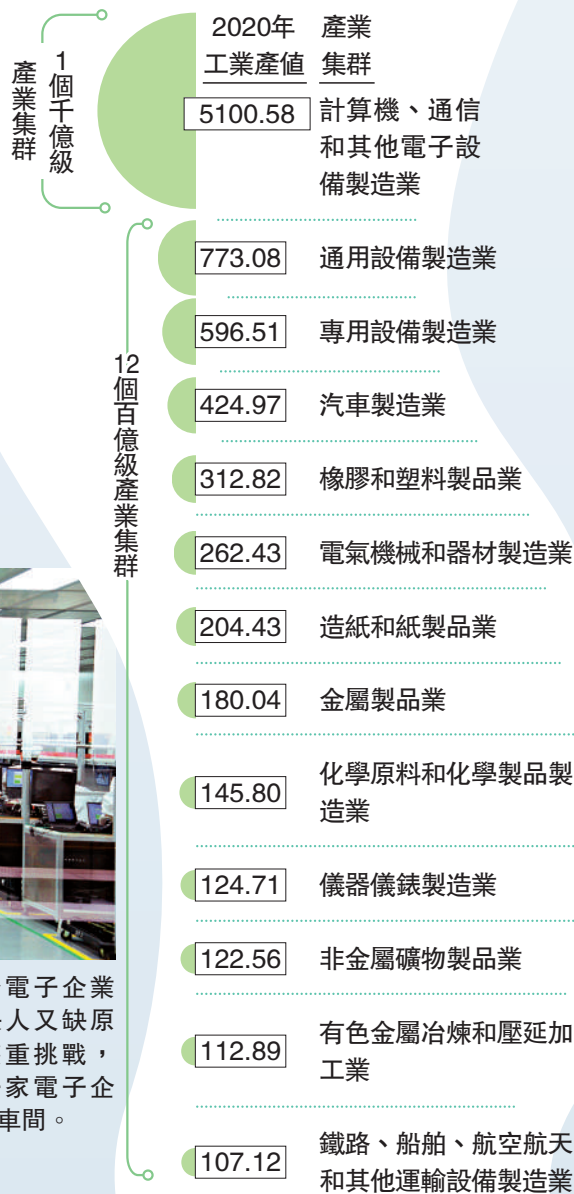 1個千億級
產業集群
2020年
工業產值
產業
集群
5100.58
計算機、通信
和其他電子設
備製造業
12個百億級產業集群
773.08
通用設備製造業
596.51
專用設備製造業
424.97
汽車製造業
312.82
橡膠和塑料製品業
262.43
電氣機械和器材製造業
204.43
造紙和紙製品業
180.04
金屬製品業
145.80
化學原料和化學製品製
造業
124.71
儀器儀錶製造業
122.56
非金屬礦物製品業
112.89
有色金屬冶煉和壓延加
工業
107.12
鐵路、船舶、航空航天
和其他運輸設備製造業
電子企業
人又缺原
重挑戰，
家電子企
車間。